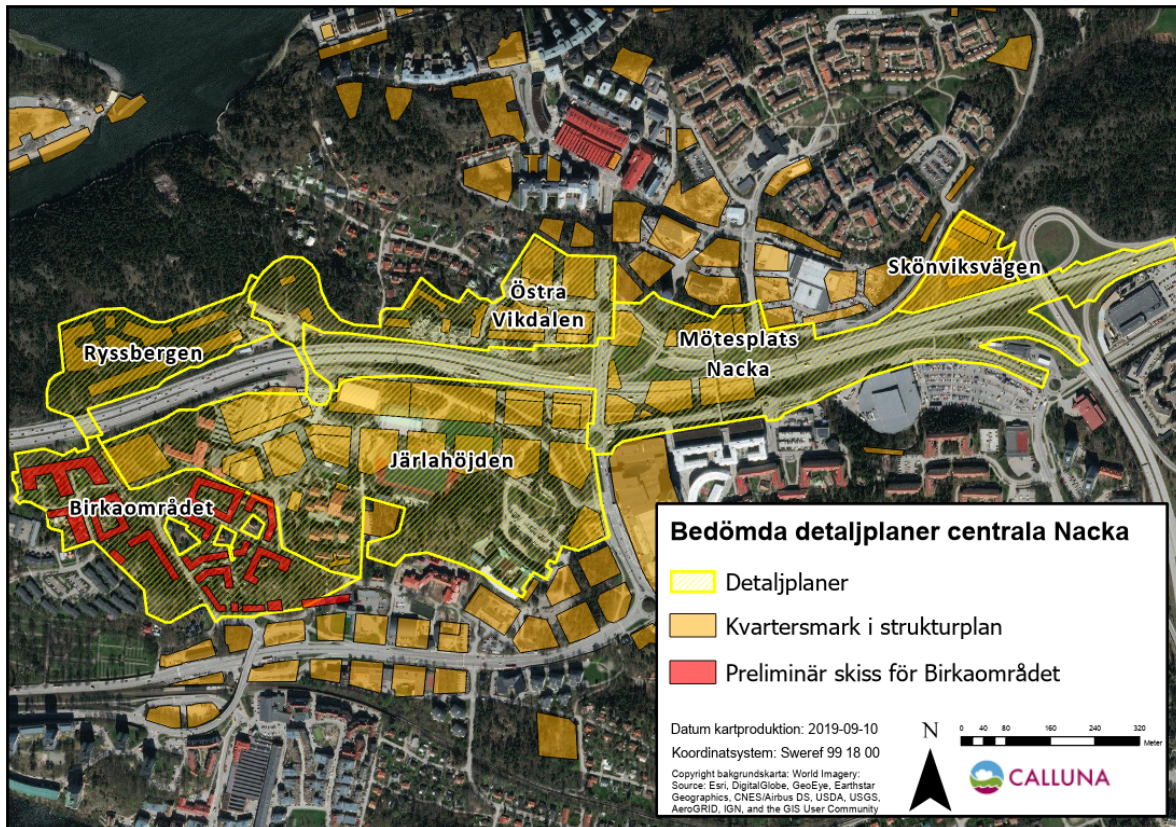 Skönviksvägen
Östra
Vikdalen
Mötesplats
Nacka
Ryssbergen
Järlahöjden
Birkaområdet
Bedömda detaljplaner centrala Nacka
Detaljplaner
Kvartersmark i strukturplan
Preliminär skiss för Birkaområdet
Datum kartproduktion: 2019-09-10
Koordinatsystem: Sweref 99 18 00
Copyright bakgrundskarta: World Imagery:
Source: Esri, DigitalGlobe, GeoEye, Earthstar
Geographics, CNES/Airbus DS, USDA, USGS,
AeroGRID, IGN, and the GIS User Community
N
0 40 80 160 240 320
Meter
CALLUNA